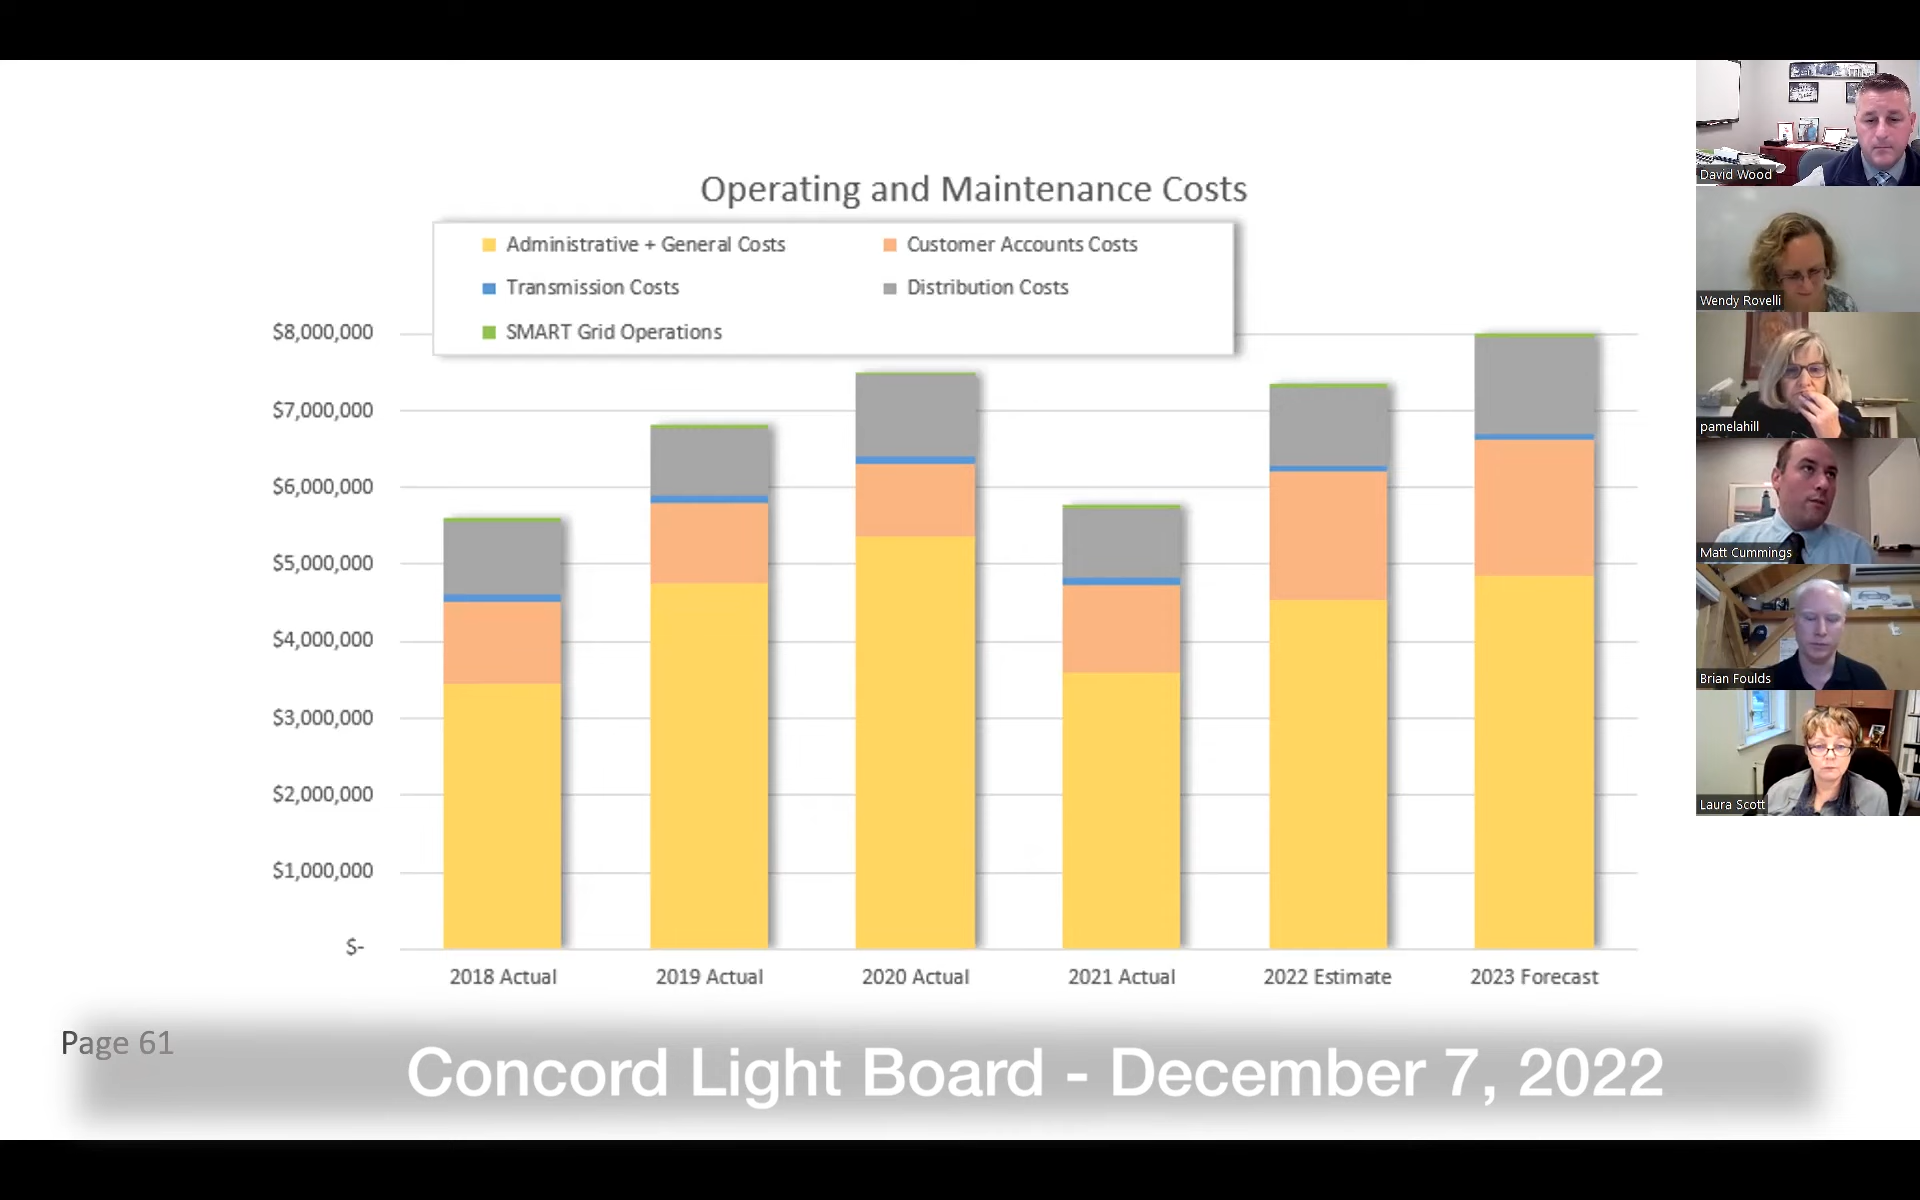 Operating and Maintenance Costs
Administrative + General Costs
Customer Accounts Costs
Transmission Costs
Distribution Costs
SMART Grid Operations
$8,000,000
$7,000,000
$6,000,000
$5,000,000
$4,000,000
$3,000,000
$2,000,000
$1,000,000
$-
2018 Actual
2019 Actual
2020 Actual
2021 Actual
2022 Estimate
2023 Forecast
Page 61
Concord Light Board - December 7, 2022
David Wood
Wendy Rovelli
pamelahill
Matt Cummings
Brian Foulds
Laura Scott